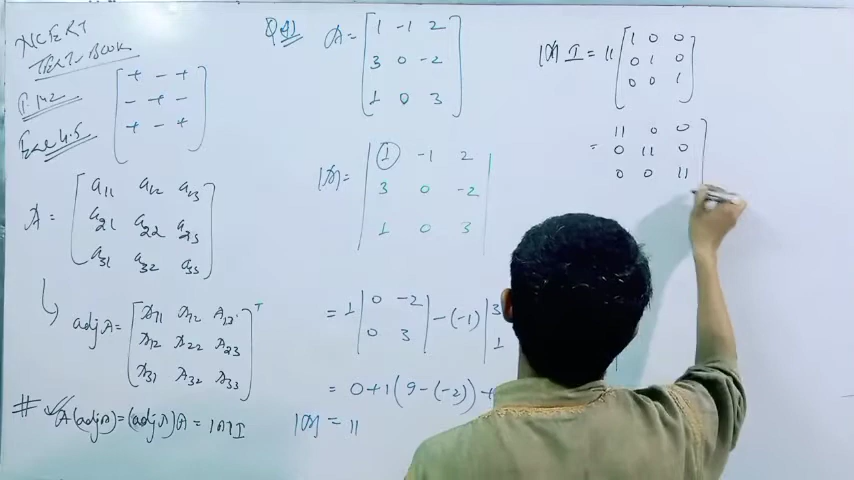 NCERT
TEXT-BOOK
P-142
Exe 4.5
+ - +
- + -
+ - +
A =
a11 a12 a13
a21 a22 a23
a31 a32 a33
adj A =
A11 A12 A13
A12 A22 A23
A31 A32 A33
T
# A(adjA) = (adjA)A = |A|I
A =
1 -1 2
3 0 -2
1 0 3
|A| =
1 -1 2
3 0 -2
1 0 3
= 1 | 0 -2 | - (-1) | 3
0 3 1
= 0+1(9-(-2))+
|A| = 11
|A| I = 11
1 0 0
0 1 0
0 0 1
=
11 0 0
0 11 0
0 0 11